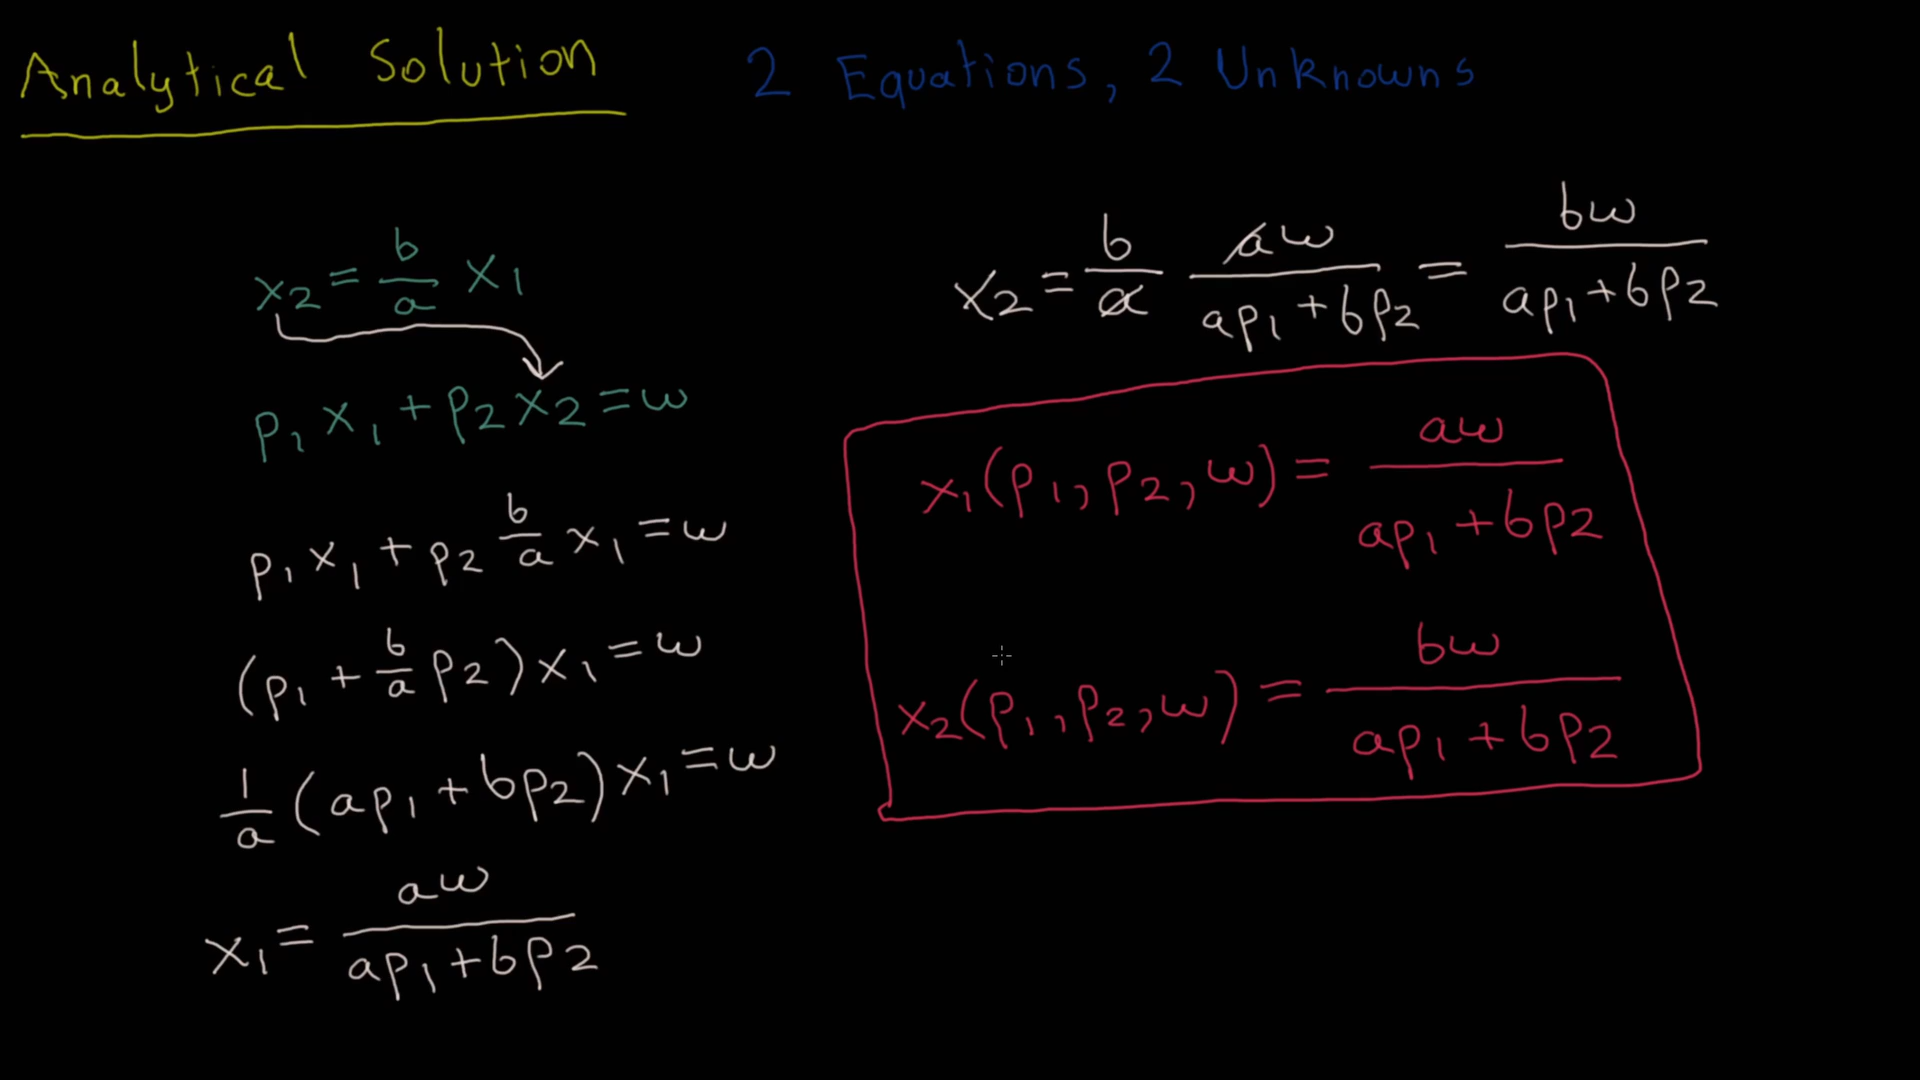 Analytical Solution
2 Equations, 2 Unknowns
x₂ = b/a x₁
p₁x₁ + p₂x₂ = w
p₁x₁ + p₂ b/a x₁ = w
(p₁ + b/a p₂)x₁ = w
1/a (ap₁ + bp₂)x₁ = w
x₁ = aw/(ap₁ + bp₂)
x₂ = b/a aw/(ap₁ + bp₂) = bw/(ap₁ + bp₂)
x₁(p₁, p₂, w) = aw/(ap₁ + bp₂)
x₂(p₁, p₂, w) = bw/(ap₁ + bp₂)